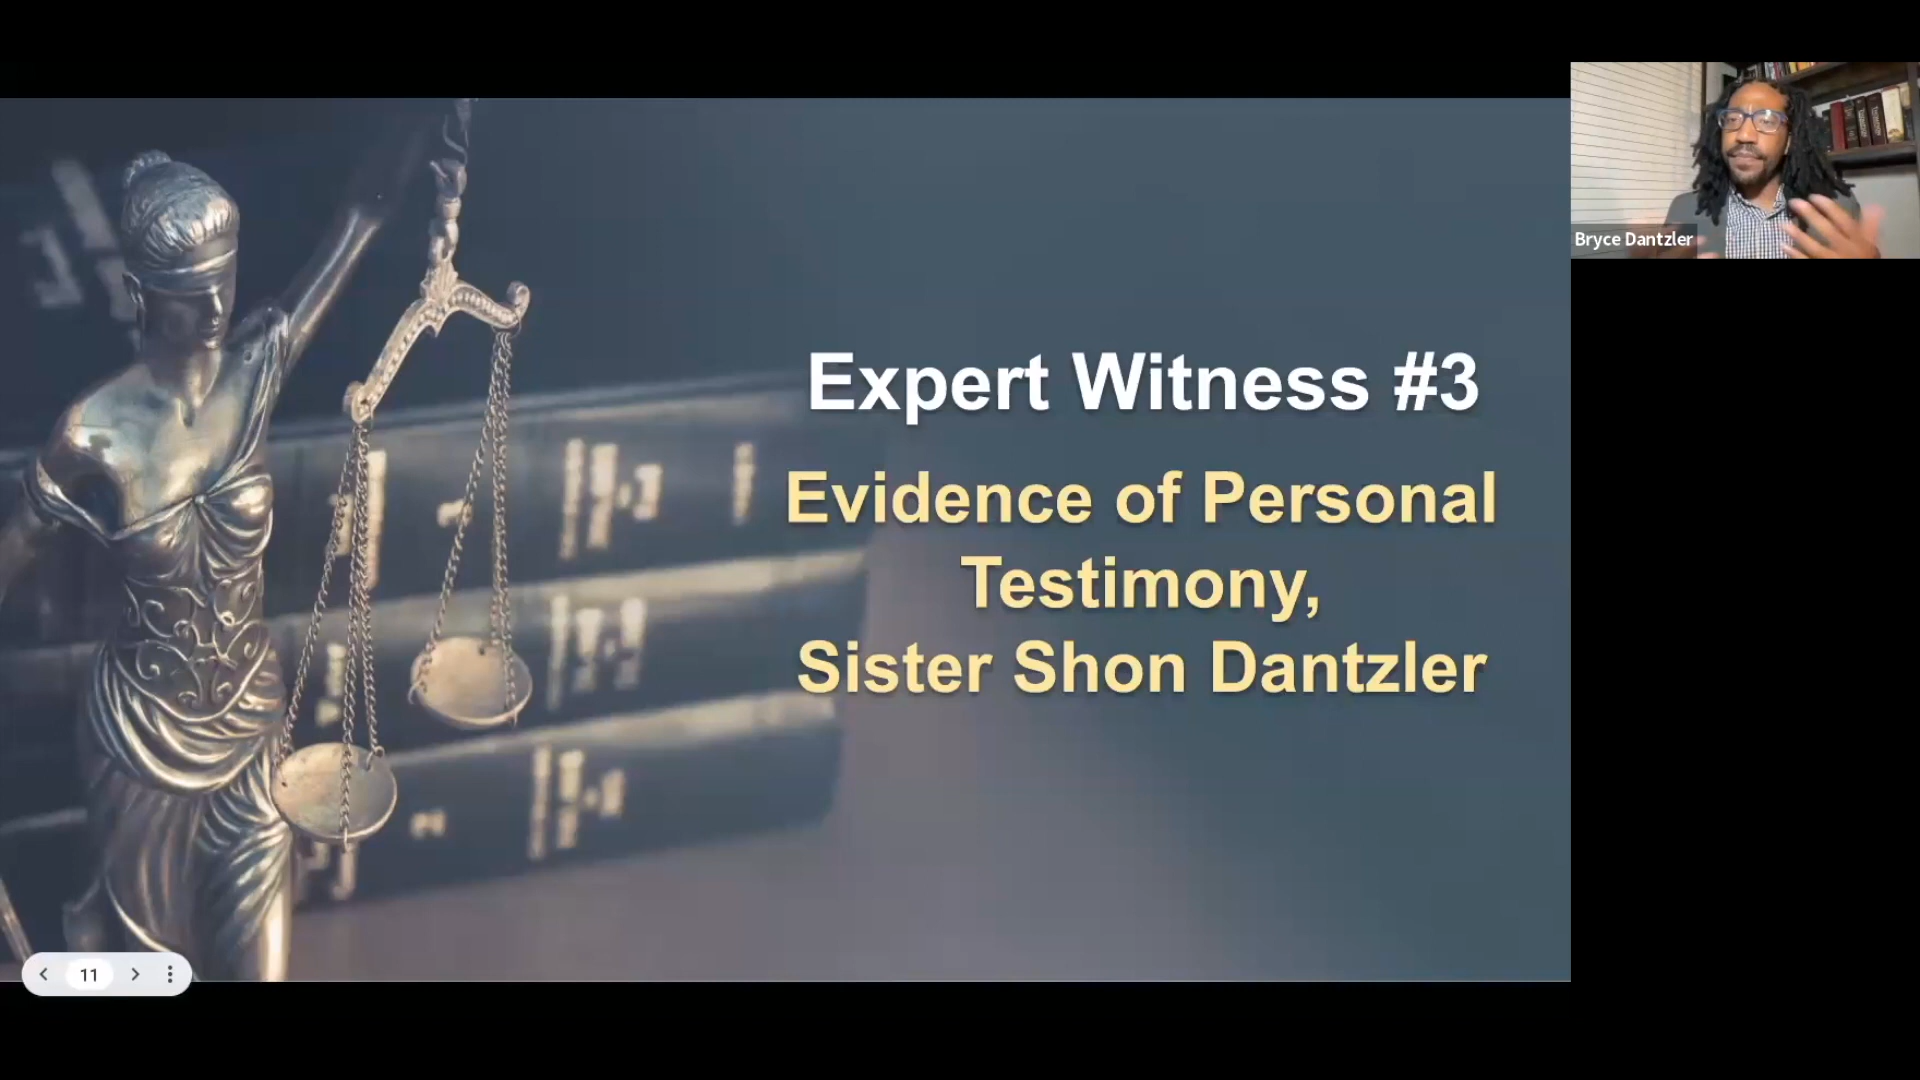 Expert Witness #3
Evidence of Personal
Testimony,
Sister Shon Dantzler
Bryce Dantzler
11